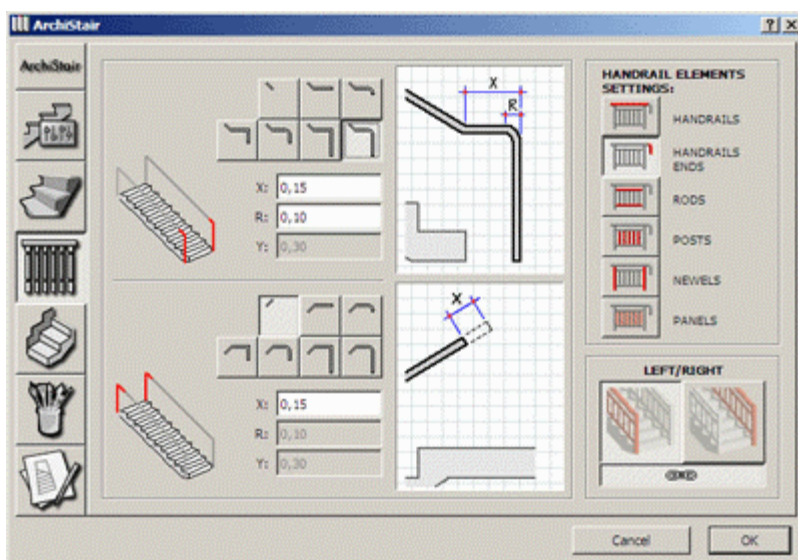 ArchiStair
ArchiStair
X
R
X: 0,15
R: 0,10
Y: 0,30
X
X: 0,15
R: 0,10
Y: 0,30
HANDRAIL ELEMENTS
SETTINGS:
HANDRAILS
HANDRAILS
ENDS
RODS
POSTS
NEWELS
PANELS
LEFT/RIGHT
Cancel
OK